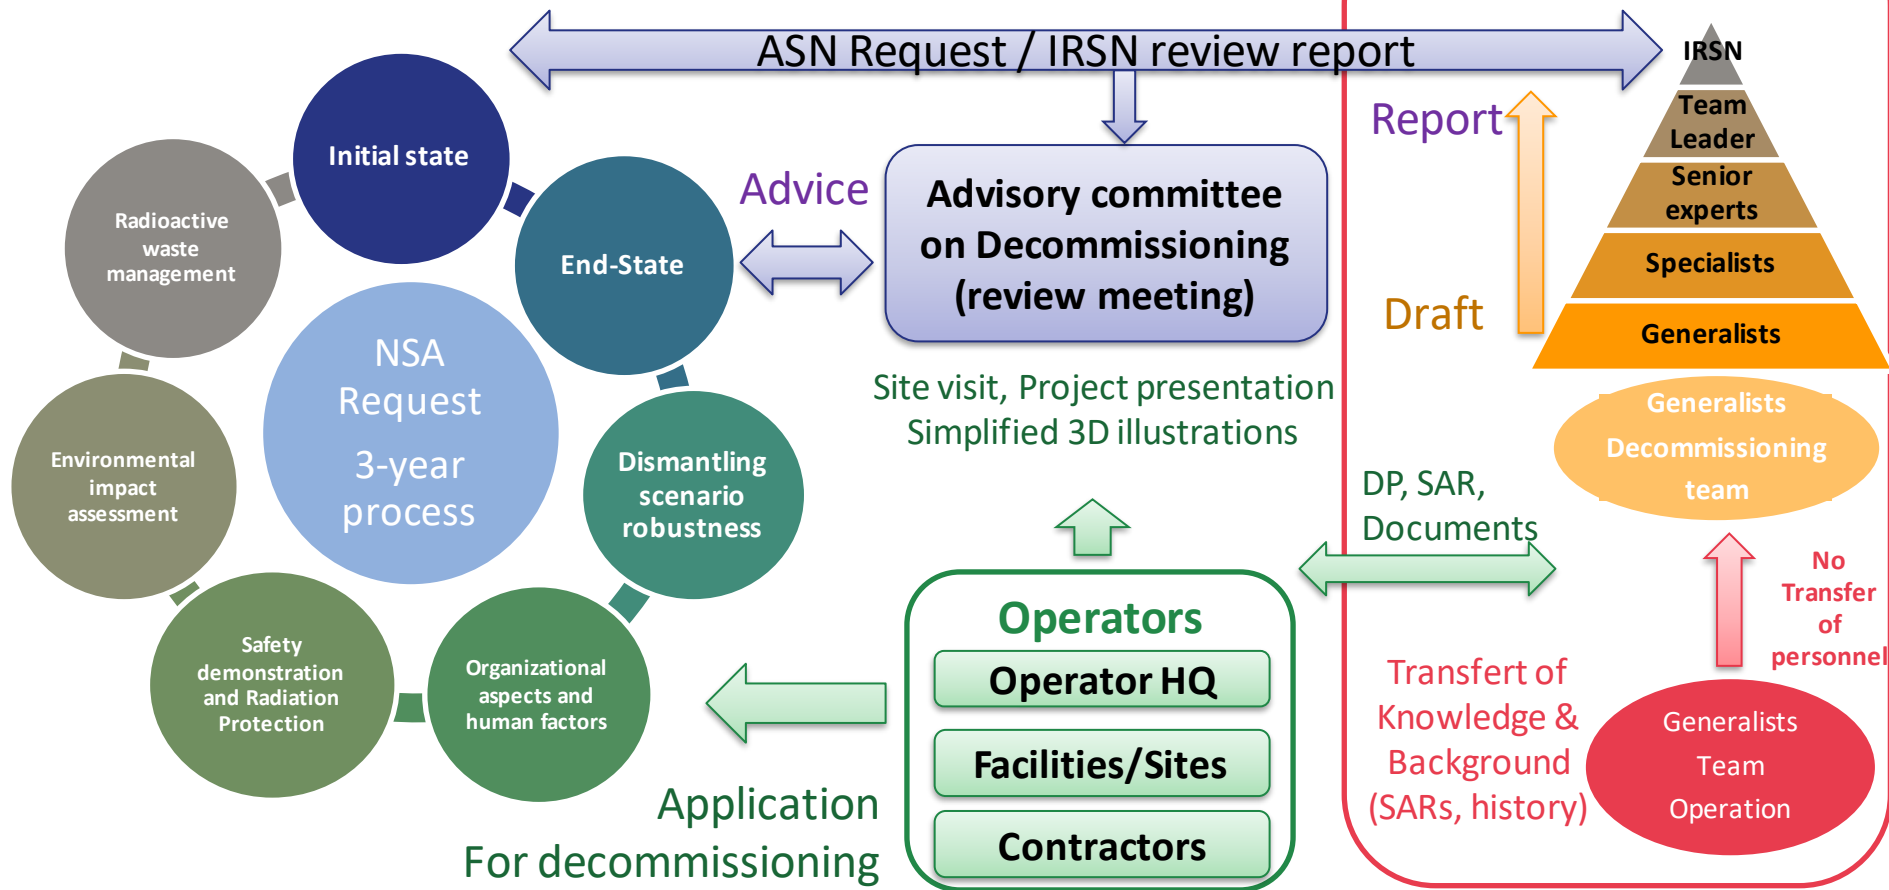 ASN Request / IRSN review report
Initial state
End-State
Dismantling
scenario
robustness
Organizational
aspects and
human factors
Safety
demonstration
and Radiation
Protection
Environmental
impact
assessment
Radioactive
waste
management
NSA
Request
3-year
process
Advice
Advisory committee
on Decommissioning
(review meeting)
Site visit, Project presentation
Simplified 3D illustrations
Operators
Operator HQ
Facilities/Sites
Contractors
Application
For decommissioning
DP, SAR,
Documents
Report
Draft
IRSN
Team
Leader
Senior
experts
Specialists
Generalists
Generalists
Decommissioning
team
No
Transfer
of
personnel
Transfert of
Knowledge &
Background
(SARs, history)
Generalists
Team
Operation